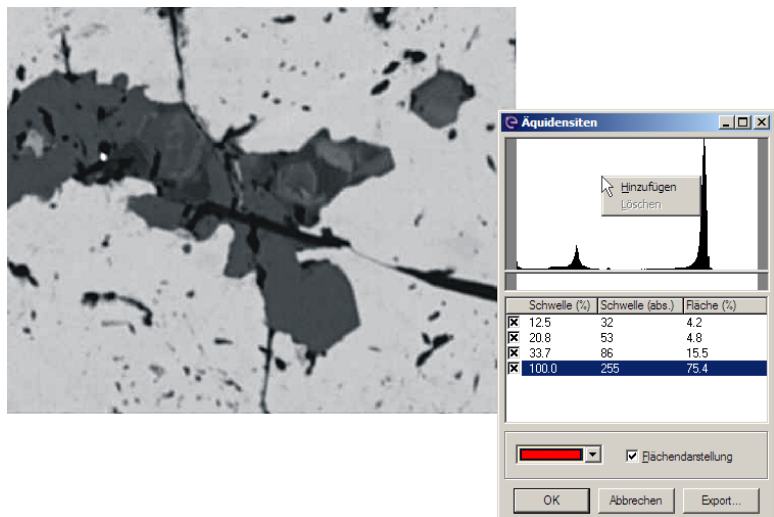 Äquidensiten
Hinzufügen
Löschen
Schwelle (%) Schwelle (abs.) Fläche (%)
12.5 32 4.2
20.8 53 4.8
33.7 86 15.5
100.0 255 75.4
Flächendarstellung
OK Abbrechen Export...